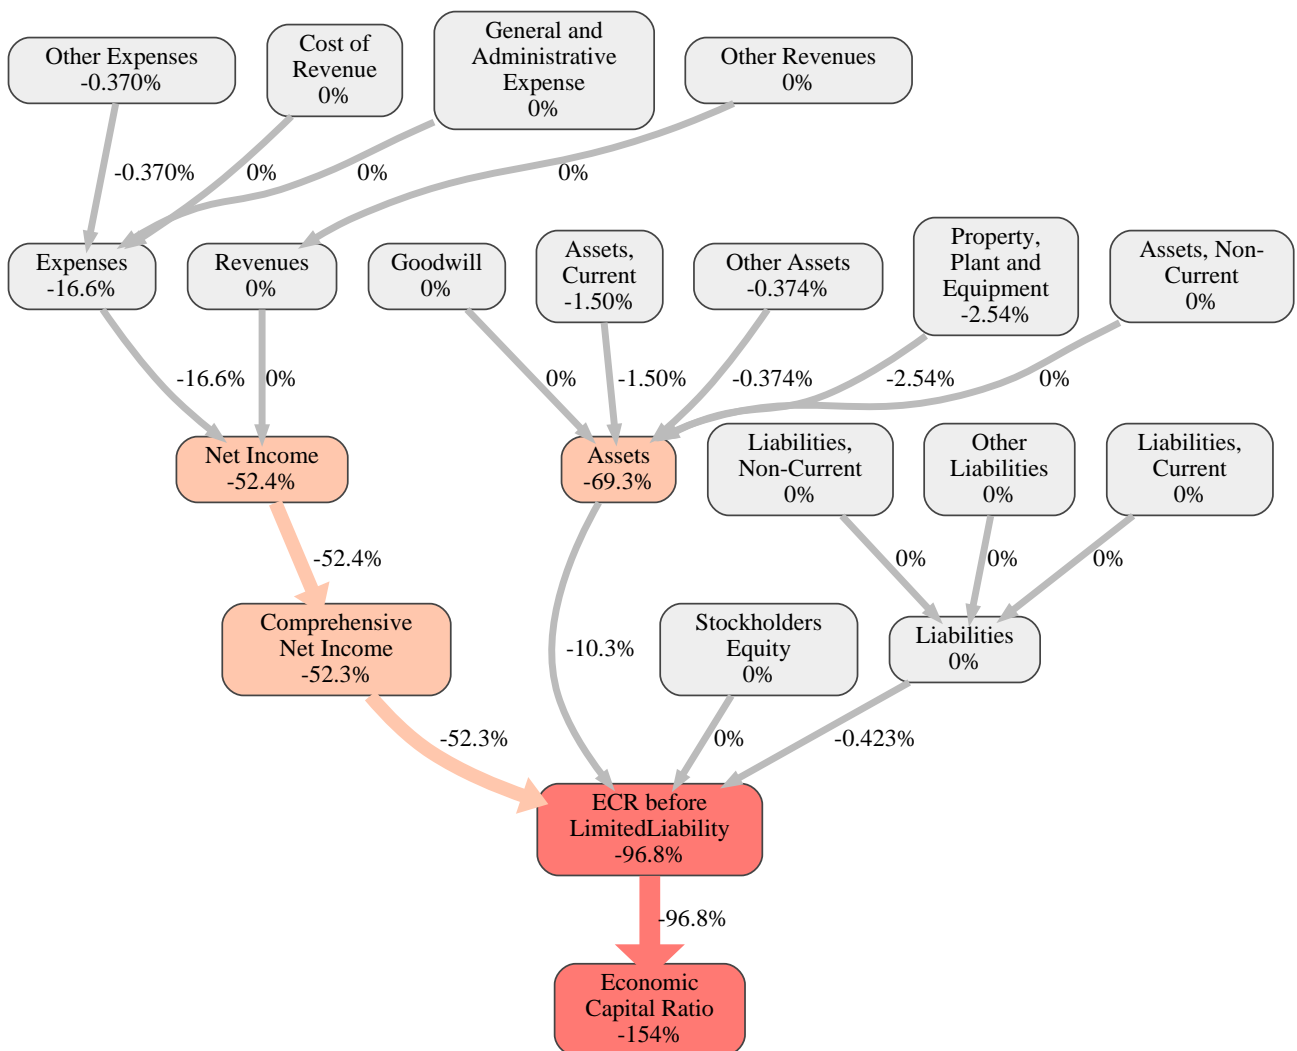 Other Expenses
-0.370%
Cost of
Revenue
0%
General and
Administrative
Expense
0%
Other Revenues
0%
-0.370%
0%
0%
0%
Expenses
-16.6%
Revenues
0%
Goodwill
0%
Assets,
Current
-1.50%
Other Assets
-0.374%
Property,
Plant and
Equipment
-2.54%
Assets, Non-
Current
0%
-16.6%
0%
0%
-1.50%
-0.374%
-2.54%
0%
Net Income
-52.4%
Assets
-69.3%
Liabilities,
Non-Current
0%
Other
Liabilities
0%
Liabilities,
Current
0%
-52.4%
0%
0%
0%
Comprehensive
Net Income
-52.3%
-10.3%
Stockholders
Equity
0%
Liabilities
0%
-52.3%
0%
-0.423%
ECR before
LimitedLiability
-96.8%
-96.8%
Economic
Capital Ratio
-154%